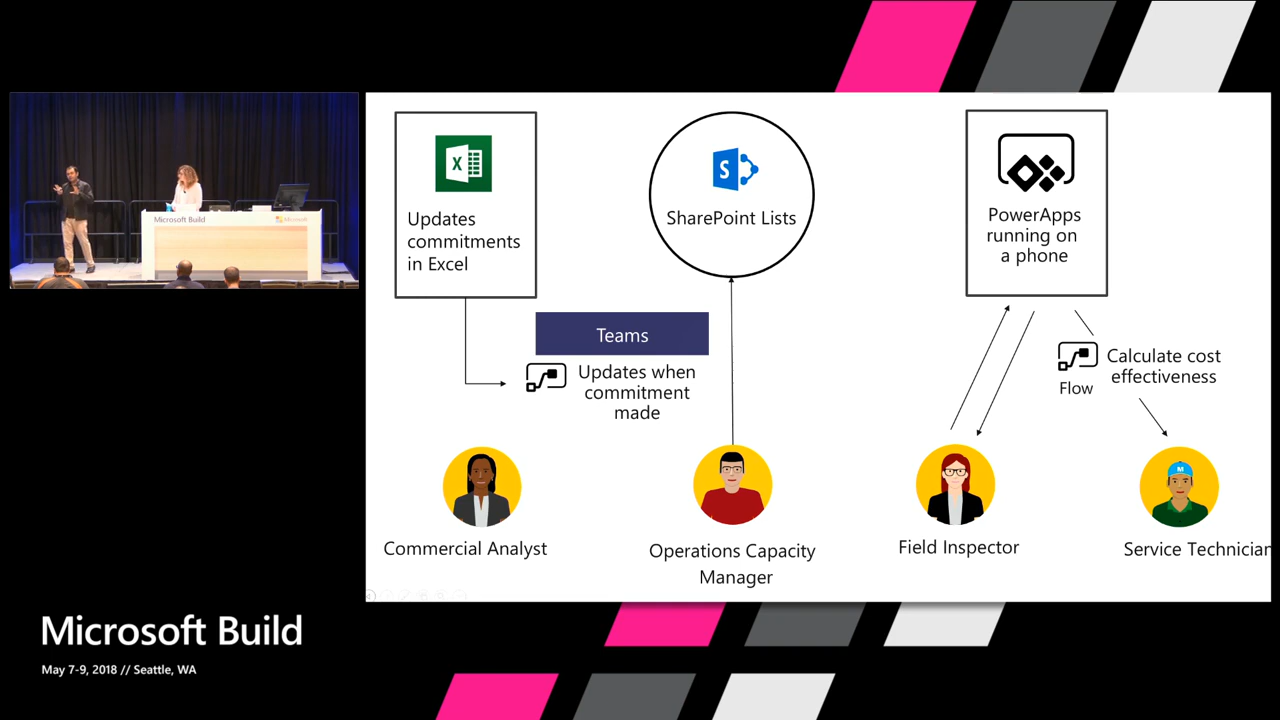 Microsoft Build
Microsoft
X
Updates
commitments
in Excel
S
SharePoint Lists
PowerApps
running on
a phone
Teams
Updates when
commitment
made
Flow
Calculate cost
effectiveness
M
Commercial Analyst
Operations Capacity
Manager
Field Inspector
Service Technician
Microsoft Build
May 7-9, 2018 // Seattle, WA